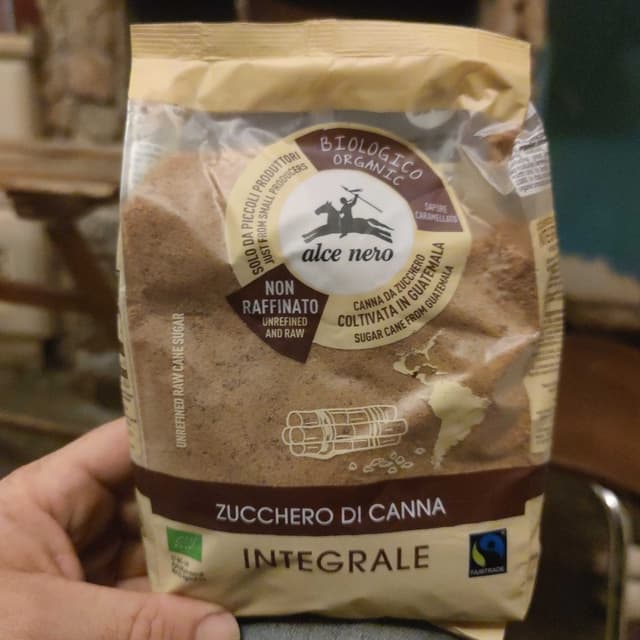 BIOLOGICO
ORGANIC
SAPORE
CARAMELLATO
SOLO DA PICCOLI PRODUTTORI
JUST FROM SMALL PRODUCERS
alce nero
NON
RAFFINATO
UNREFINED
AND RAW
CANNA DA ZUCCHERO
COLTIVATA IN GUATEMALA
SUGAR CANE FROM GUATEMALA
UNREFINED RAW CANE SUGAR
ZUCCHERO DI CANNA
INTEGRALE
FAIRTRADE